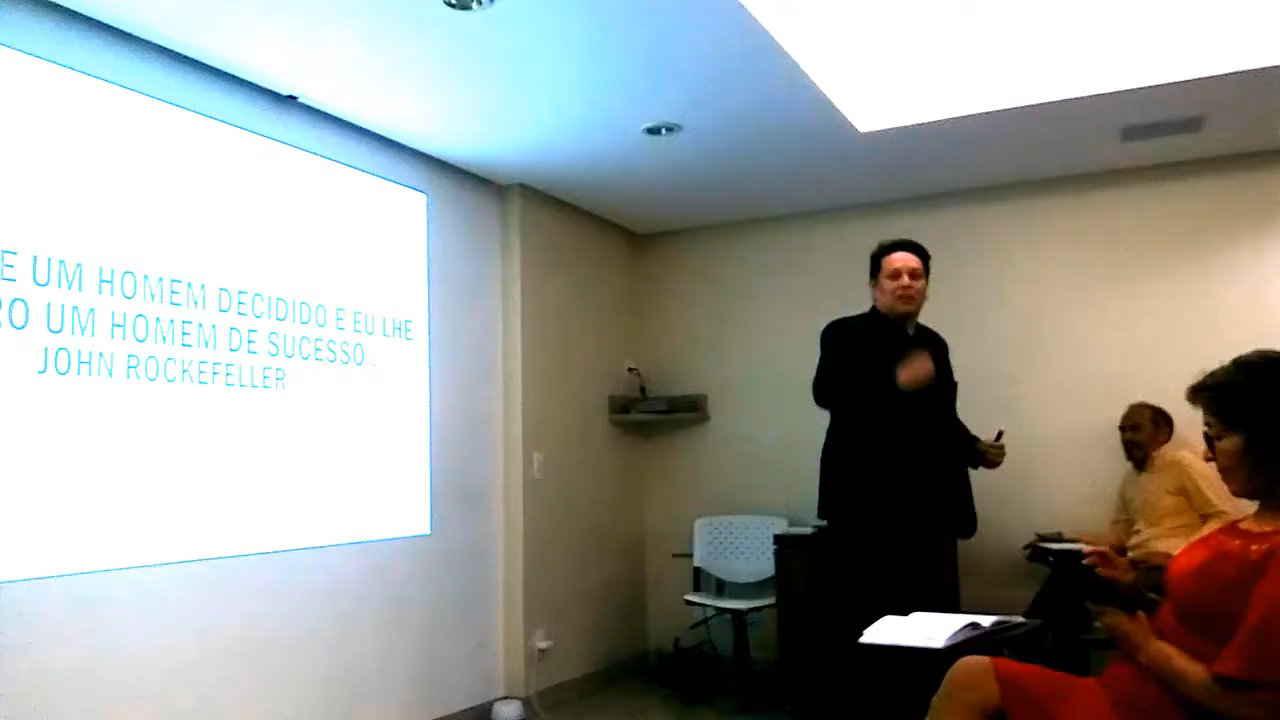 E UM HOMEM DECIDIDO E EU LHE
RO UM HOMEM DE SUCESSO .
JOHN ROCKEFELLER